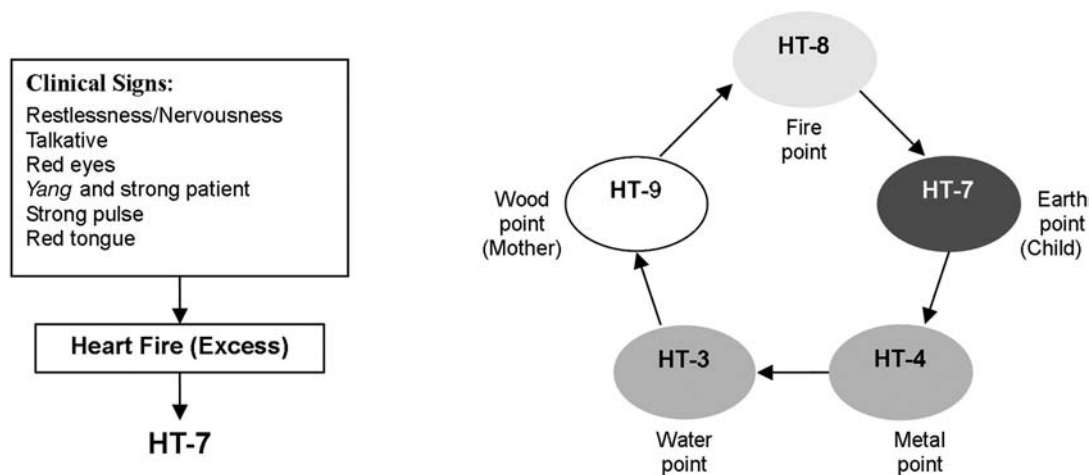 Clinical Signs:
Restlessness/Nervousness
Talkative
Red eyes
Yang and strong patient
Strong pulse
Red tongue
Heart Fire (Excess)
HT-7
HT-8
Fire
point
HT-7
Earth
point
(Child)
HT-4
Metal
point
HT-3
Water
point
HT-9
Wood
point
(Mother)